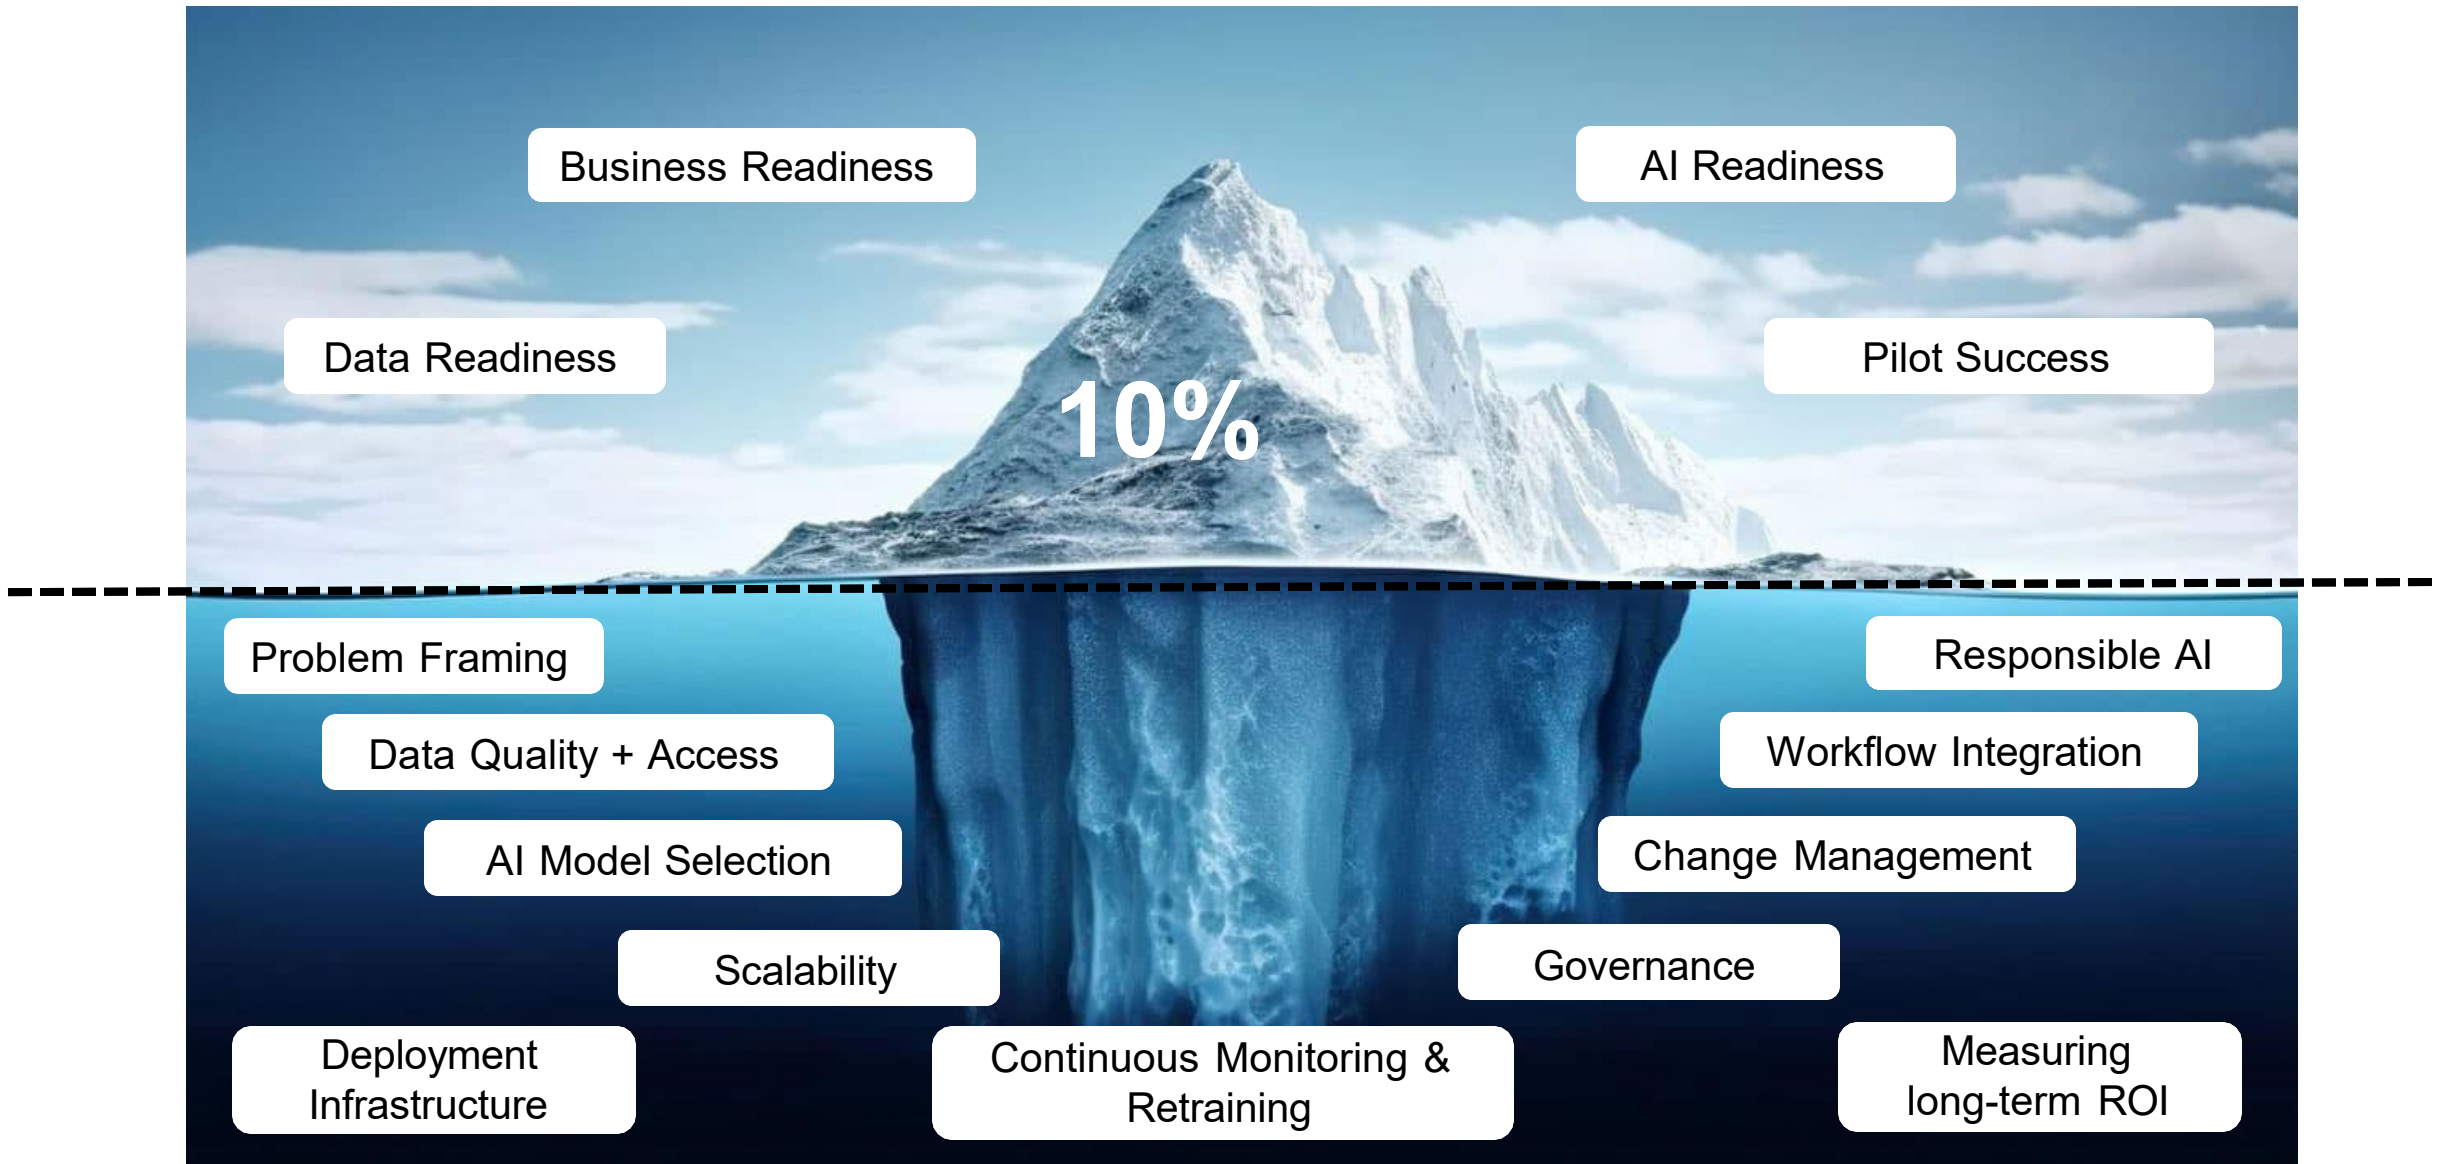 Business Readiness
AI Readiness
Data Readiness
Pilot Success
10%
Problem Framing
Responsible AI
Data Quality + Access
Workflow Integration
AI Model Selection
Change Management
Scalability
Governance
Deployment
Infrastructure
Continuous Monitoring &
Retraining
Measuring
long-term ROI